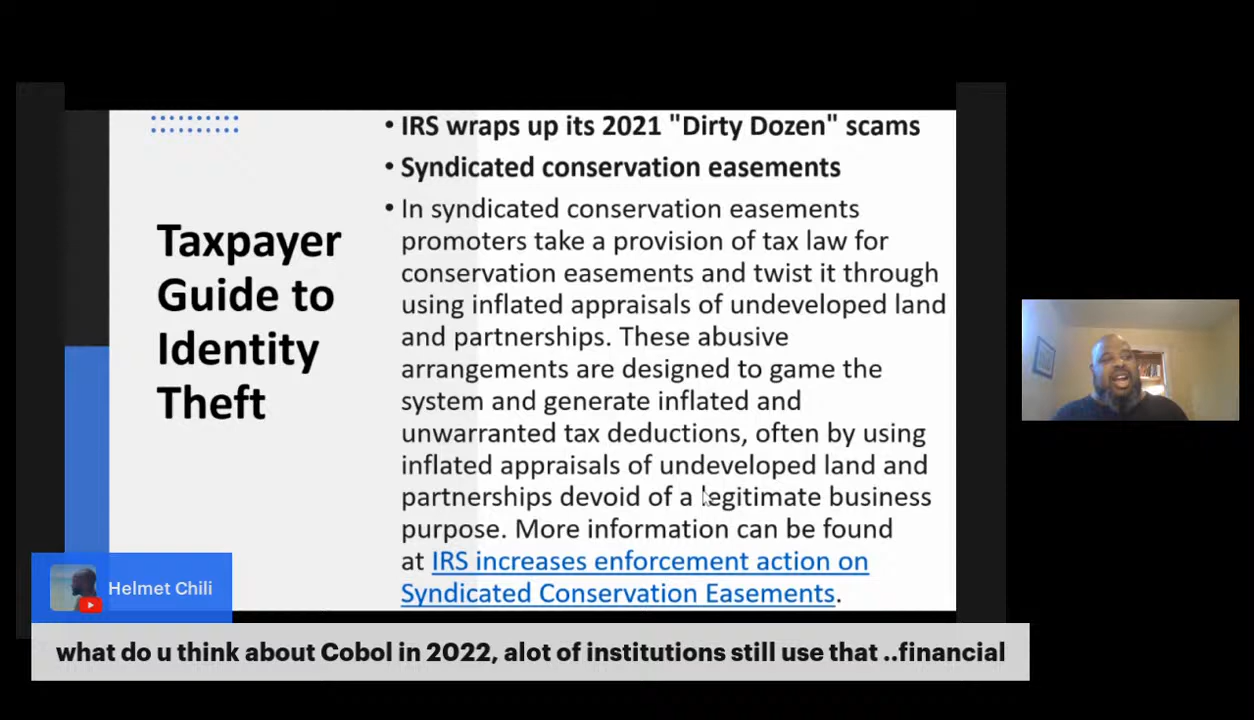 Taxpayer
Guide to
Identity
Theft
• IRS wraps up its 2021 "Dirty Dozen" scams
• Syndicated conservation easements
• In syndicated conservation easements
promoters take a provision of tax law for
conservation easements and twist it through
using inflated appraisals of undeveloped land
and partnerships. These abusive
arrangements are designed to game the
system and generate inflated and
unwarranted tax deductions, often by using
inflated appraisals of undeveloped land and
partnerships devoid of a legitimate business
purpose. More information can be found
at IRS increases enforcement action on
Syndicated Conservation Easements.
Helmet Chili
what do u think about Cobol in 2022, alot of institutions still use that ..financial